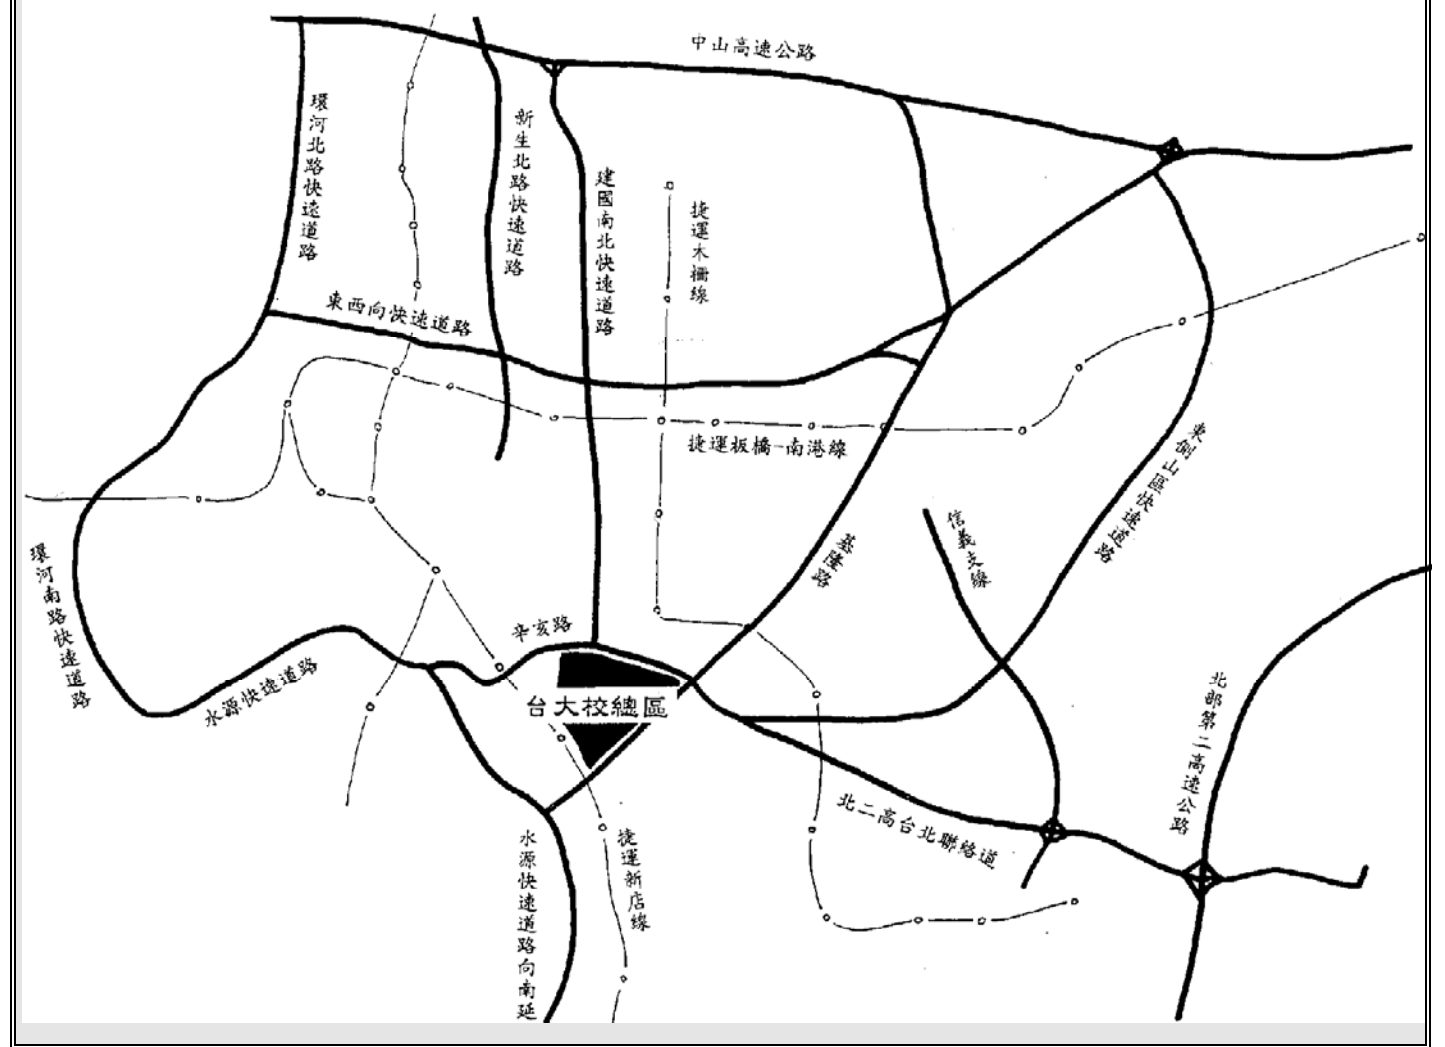 中山高速公路
環河北路快速道路
新生北路快速道路
建國南北快速道路
捷運木柵線
東西向快速道路
捷運板橋-南港線
東側山區快速道路
信義支線
基隆路
環河南路快速道路
辛亥路
水源快速道路
台大校總區
北部第二高速公路
北二高台北聯絡道
水源快速道路向南延
捷運新店線